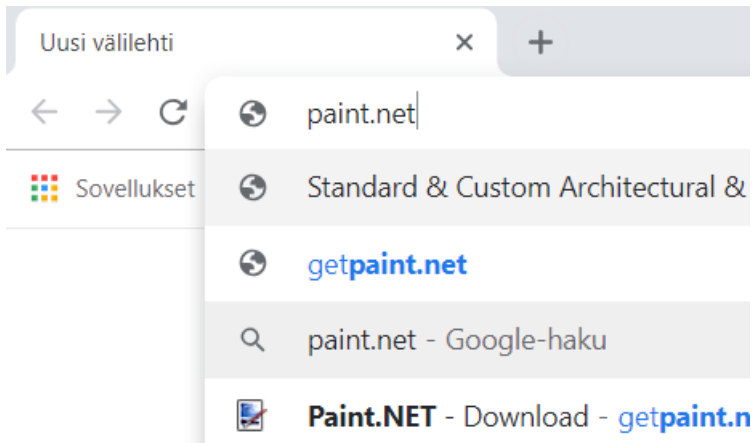 Uusi välilehti
paint.net
Sovellukset
Standard & Custom Architectural &
getpaint.net
paint.net - Google-haku
Paint.NET - Download - getpaint.n